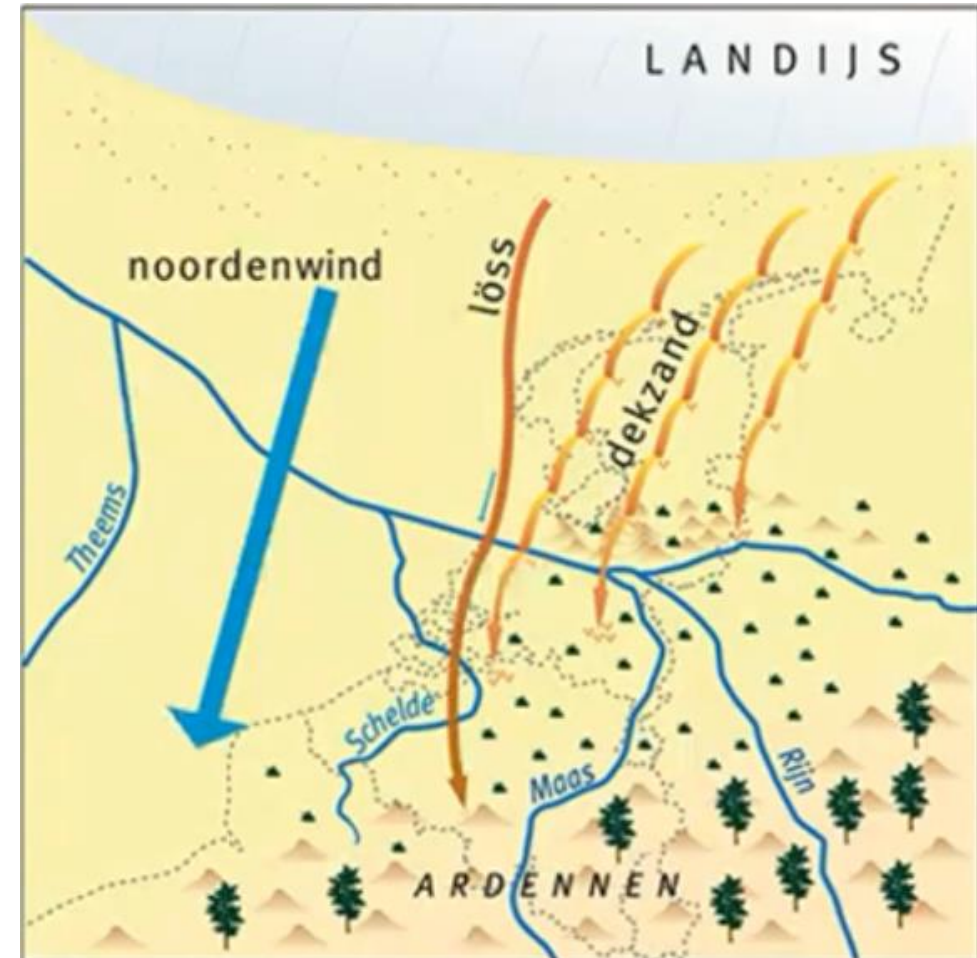 LANDIJS
noordenwind
löss
dekzand
Theems
Schelde
Maas
Rijn
ARDENNEN